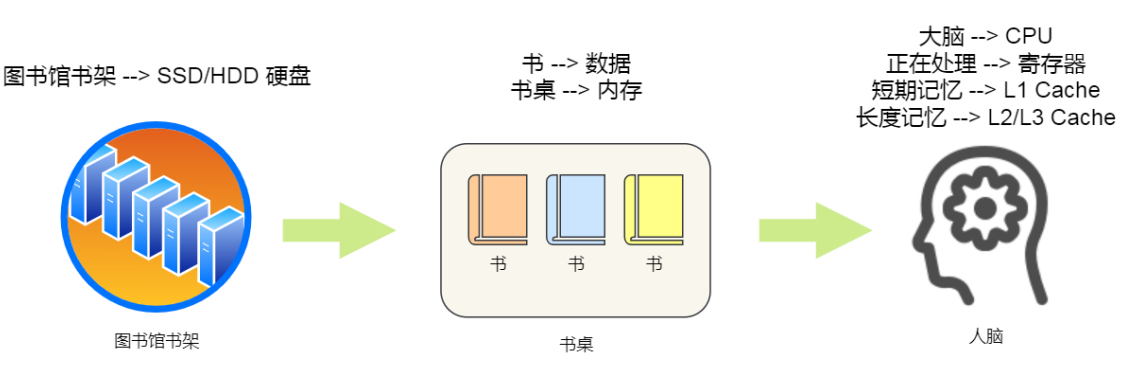 图书馆书架 --> SSD/HDD 硬盘
图书馆书架
书 --> 数据
书桌 --> 内存
书
书
书
书桌
大脑 --> CPU
正在处理 --> 寄存器
短期记忆 --> L1 Cache
长度记忆 --> L2/L3 Cache
人脑